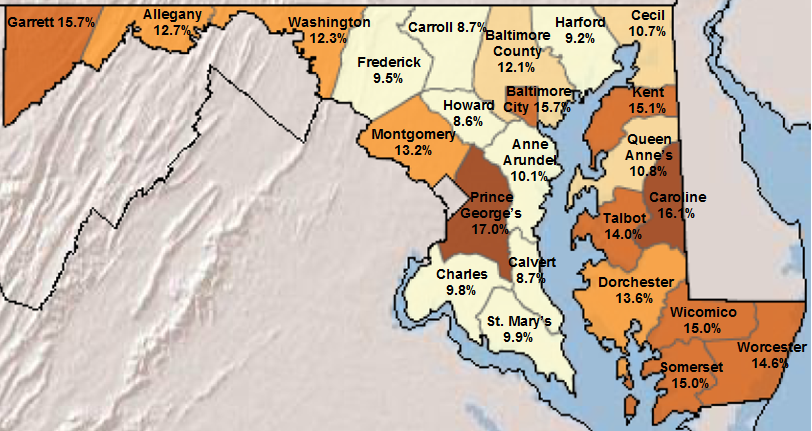 Garrett 15.7%
Allegany
12.7%
Washington
12.3%
Frederick
9.5%
Carroll 8.7%
Baltimore
County
12.1%
Harford
9.2%
Cecil
10.7%
Baltimore
City 15.7%
Howard
8.6%
Montgomery
13.2%
Anne
Arundel
10.1%
Kent
15.1%
Queen
Anne's
10.8%
Prince
George's
17.0%
Caroline
16.1%
Talbot
14.0%
Charles
9.8%
Calvert
8.7%
St. Mary's
9.9%
Dorchester
13.6%
Wicomico
15.0%
Worcester
14.6%
Somerset
15.0%